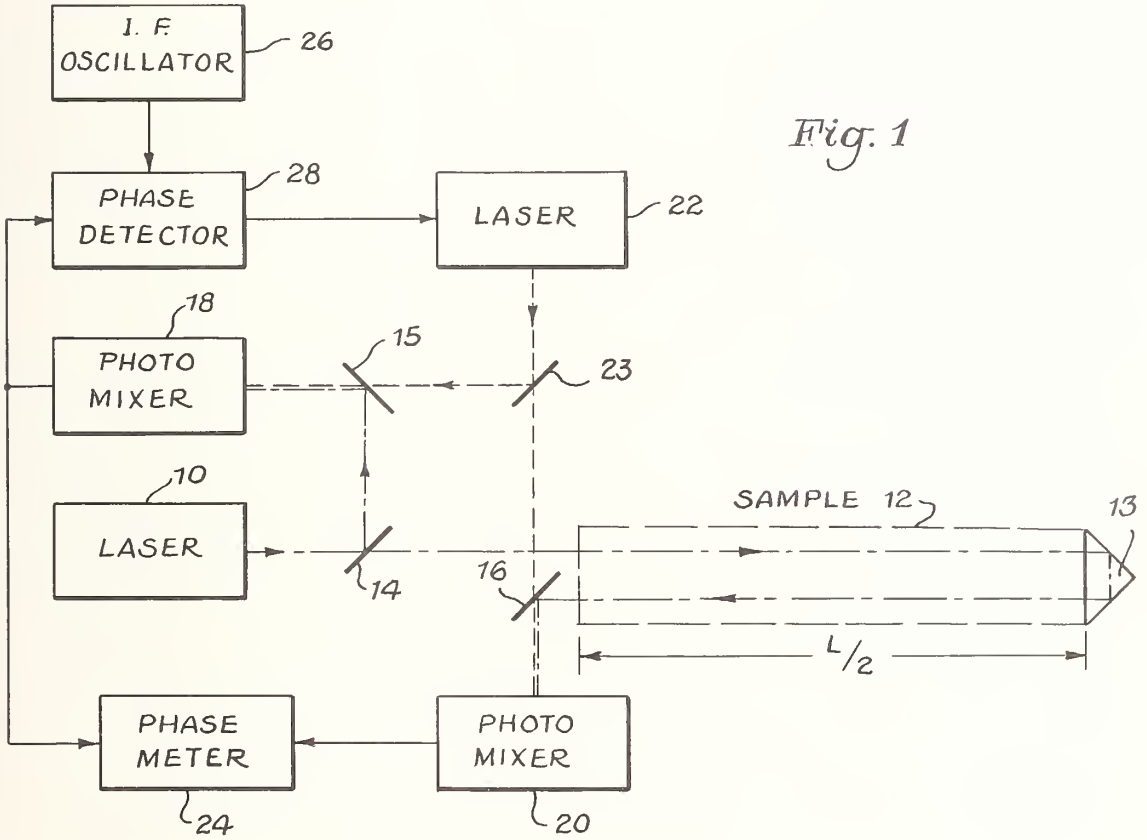 I. F.
OSCILLATOR
26
Fig. 1
PHASE
DETECTOR
28
LASER
22
18
PHOTO
MIXER
15
23
10
LASER
14
SAMPLE 12
13
16
L/2
PHASE
METER
24
PHOTO
MIXER
20